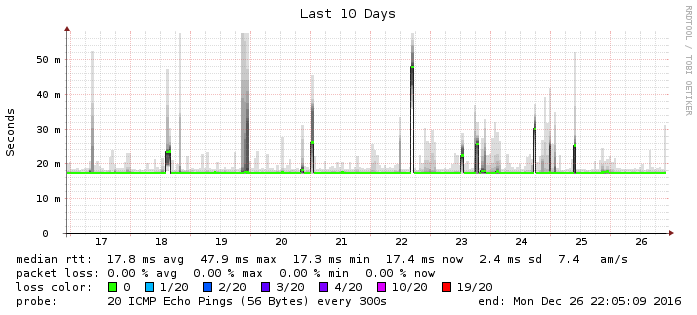 Last 10 Days
RRDTOOL / TOBI OETIKER
Seconds
50 m
40 m
30 m
20 m
10 m
0
17 18 19 20 21 22 23 24 25 26
median rtt: 17.8 ms avg 47.9 ms max 17.3 ms min 17.4 ms now 2.4 ms sd 7.4 am/s
packet loss: 0.00 % avg 0.00 % max 0.00 % min 0.00 % now
loss color: 0 1/20 2/20 3/20 4/20 10/20 19/20
probe: 20 ICMP Echo Pings (56 Bytes) every 300s end: Mon Dec 26 22:05:09 2016